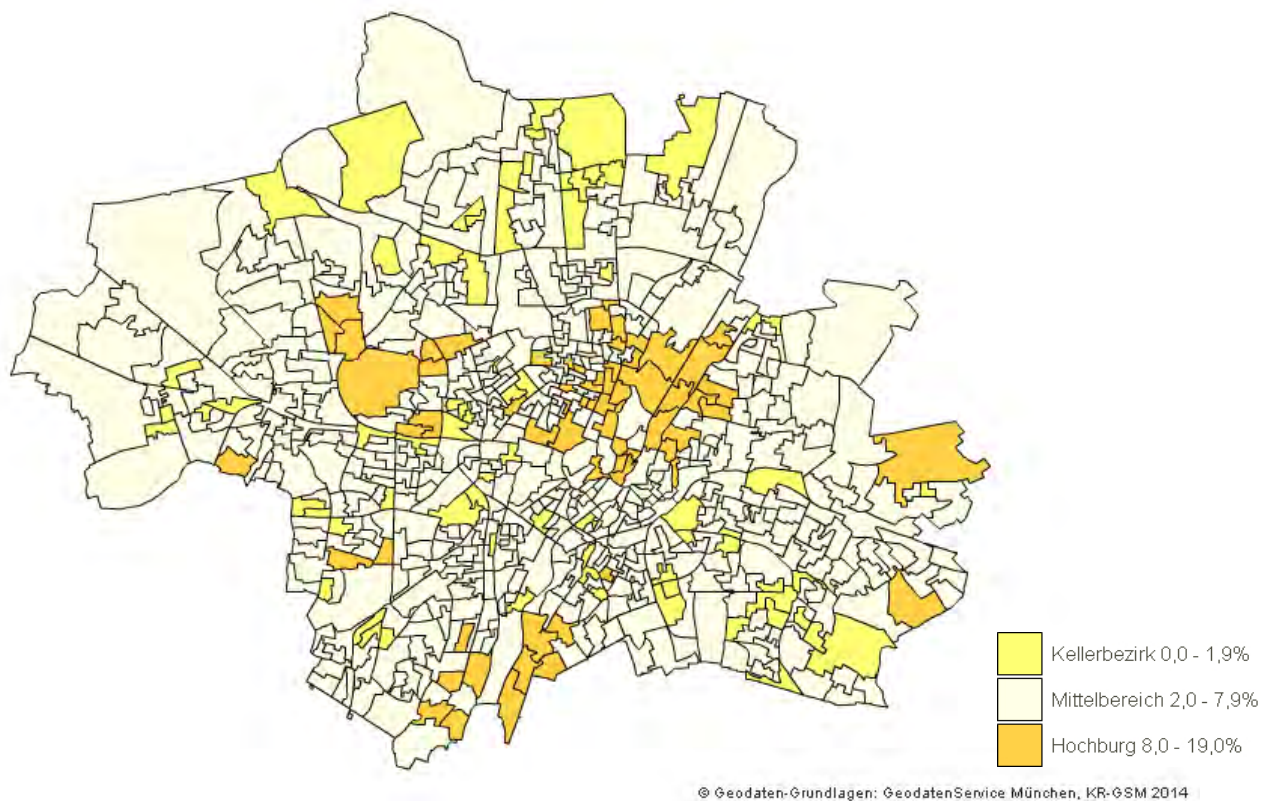 Kellerbezirk 0,0 - 1,9%
Mittelbereich 2,0 - 7,9%
Hochburg 8,0 - 19,0%
© Geodaten-Grundlagen: GeodatenService München, KR-GSM 2014